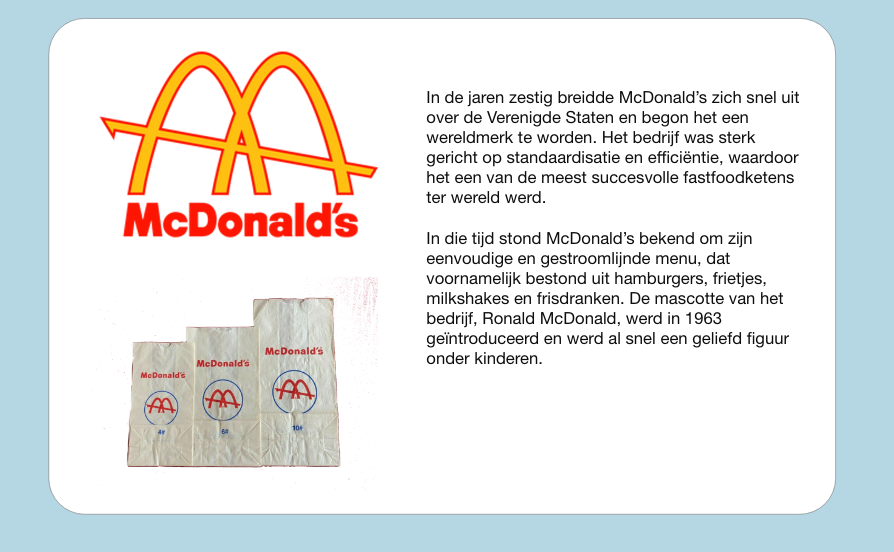 McDonald's
In de jaren zestig breidde McDonald's zich snel uit
over de Verenigde Staten en begon het een
wereldmerk te worden. Het bedrijf was sterk
gericht op standaardisatie en efficiëntie, waardoor
het een van de meest succesvolle fastfoodketens
ter wereld werd.
In die tijd stond McDonald's bekend om zijn
eenvoudige en gestroomlijnde menu, dat
voornamelijk bestond uit hamburgers, frietjes,
milkshakes en frisdranken. De mascotte van het
bedrijf, Ronald McDonald, werd in 1963
geïntroduceerd en werd al snel een geliefd figuur
onder kinderen.
McDonald's
4#
McDonald's
6#
McDonald's
10#